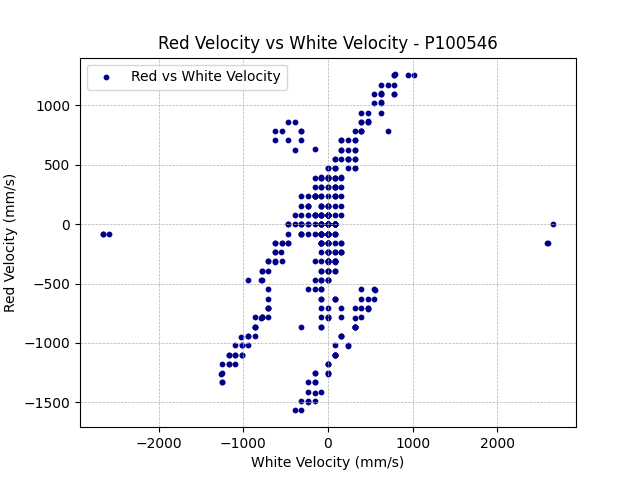 Red Velocity vs White Velocity - P100546
Red vs White Velocity
1000
500
0
−500
−1000
−1500
Red Velocity (mm/s)
−2000
−1000
0
1000
2000
White Velocity (mm/s)